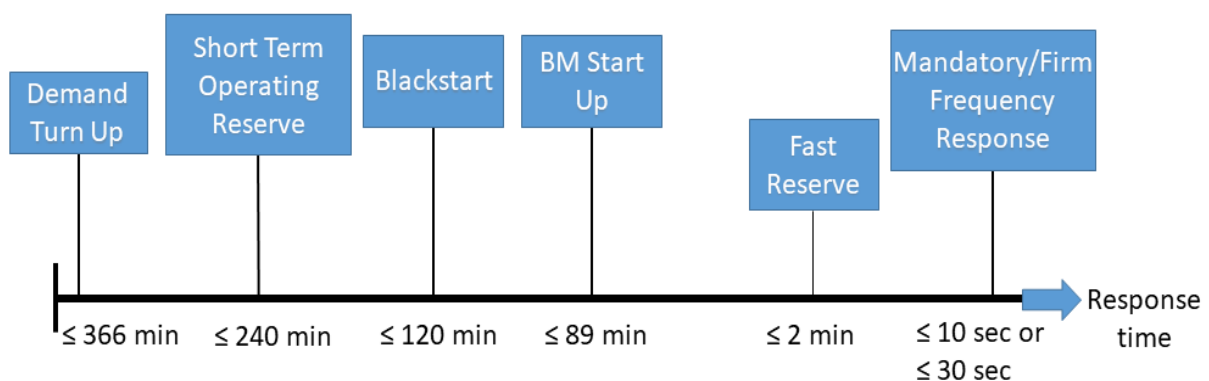 Demand
Turn Up
Short Term
Operating
Reserve
Blackstart
BM Start
Up
Fast
Reserve
Mandatory/Firm
Frequency
Response
≤ 366 min
≤ 240 min
≤ 120 min
≤ 89 min
≤ 2 min
≤ 10 sec or
≤ 30 sec
Response
time